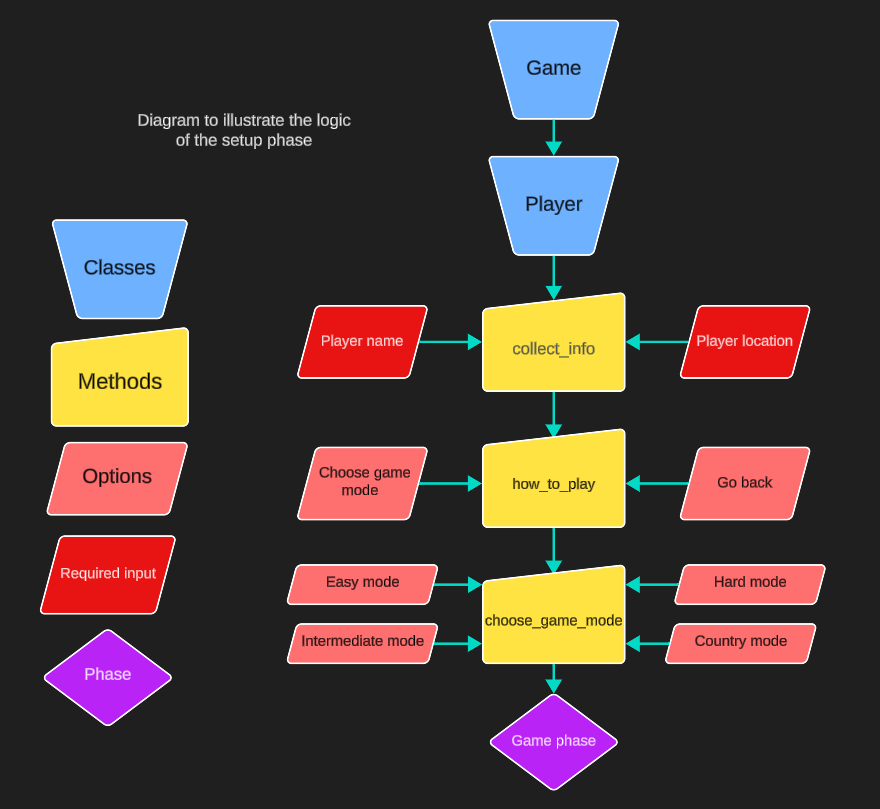 Game
Diagram to illustrate the logic
of the setup phase
Player
Classes
Methods
Options
Required input
Phase
Player name
collect_info
Player location
Choose game
mode
how_to_play
Go back
Easy mode
Hard mode
choose_game_mode
Intermediate mode
Country mode
Game phase